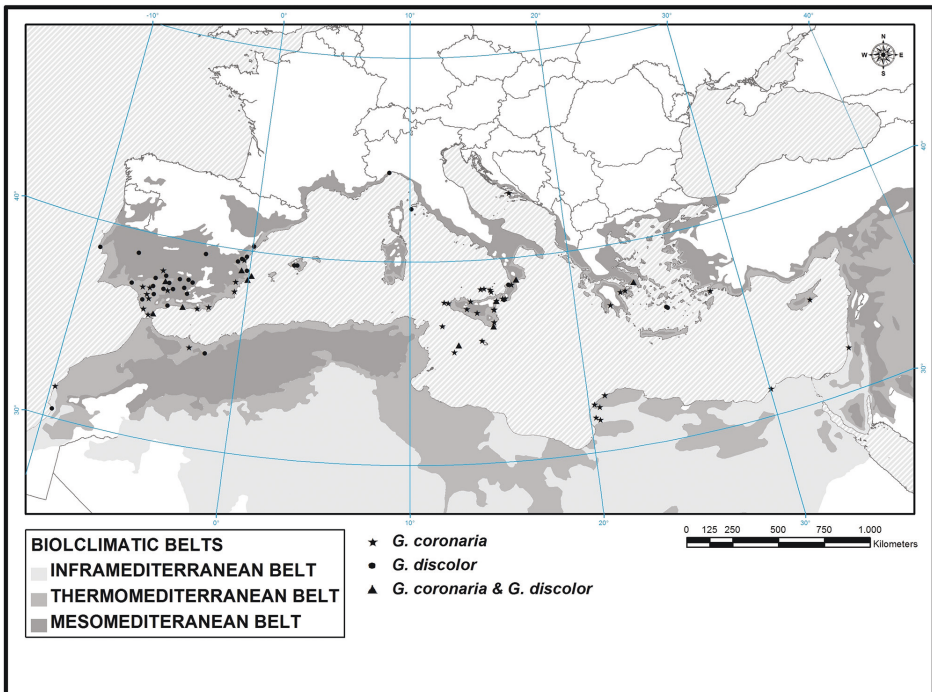 -10° 0° 10° 20° 30° 40°
N
W E
S
40°
40°
30°
30°
0° 10° 20° 30°
BIOLCLIMATIC BELTS
INFRAMEDITERRANEAN BELT
THERMOMEDITERRANEAN BELT
MESOMEDITERANEAN BELT
G. coronaria
G. discolor
G. coronaria & G. discolor
0 125 250 500 750 1.000
Kilometers